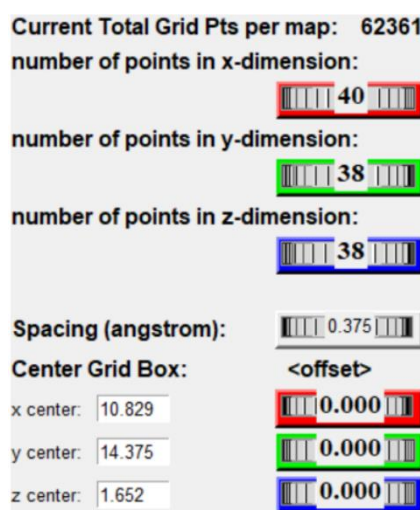 Current Total Grid Pts per map: 62361
number of points in x-dimension:
40
number of points in y-dimension:
38
number of points in z-dimension:
38
Spacing (angstrom): 0.375
Center Grid Box: <offset>
x center: 10.829 0.000
y center: 14.375 0.000
z center: 1.652 0.000